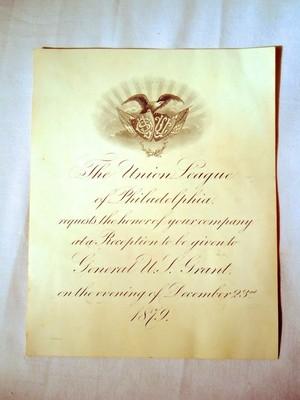 The Union League
of Philadelphia,
requests the honor of your company
at a Reception to be given to
General U.S. Grant,
on the evening of December 23rd
1879.